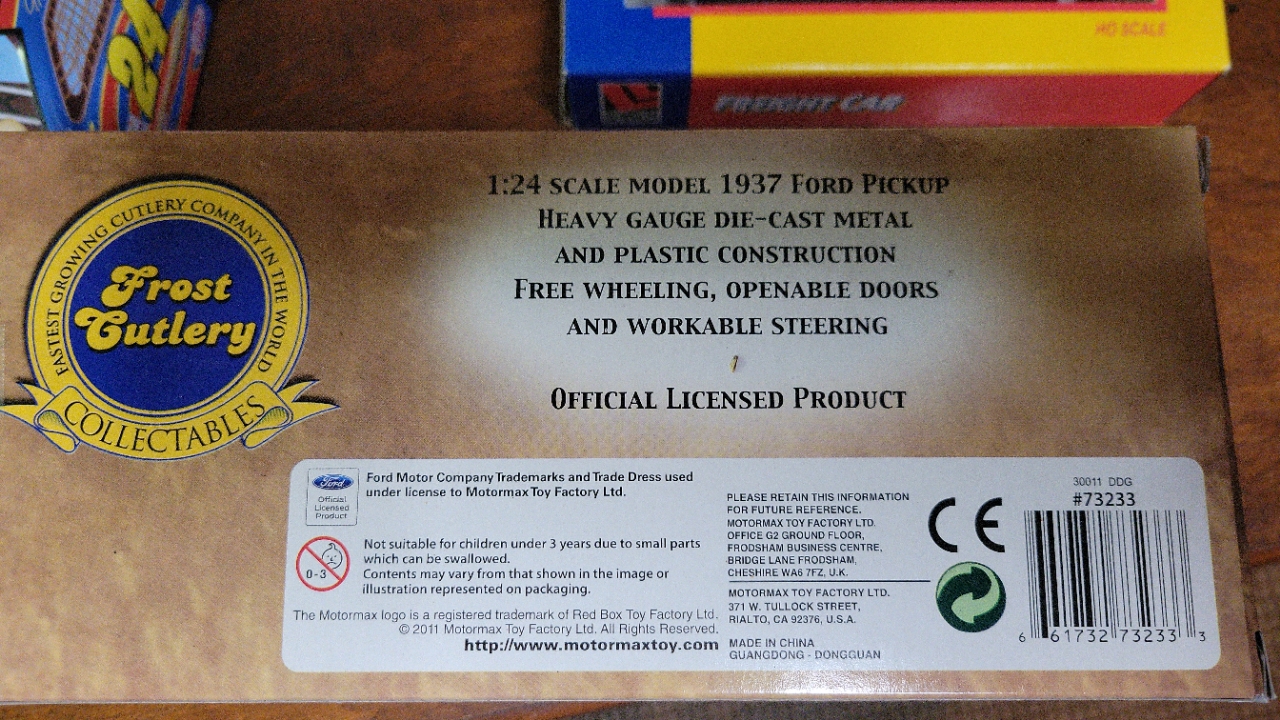 24
HO SCALE
FREIGHT CAR
FASTEST GROWING CUTLERY COMPANY IN THE WORLD
Frost
Cutlery
COLLECTABLES
1:24 SCALE MODEL 1937 FORD PICKUP
HEAVY GAUGE DIE-CAST METAL
AND PLASTIC CONSTRUCTION
FREE WHEELING, OPENABLE DOORS
AND WORKABLE STEERING
OFFICIAL LICENSED PRODUCT
Ford
Official
Licensed
Product
Ford Motor Company Trademarks and Trade Dress used
under license to Motormax Toy Factory Ltd.
0-3
Not suitable for children under 3 years due to small parts
which can be swallowed.
Contents may vary from that shown in the image or
illustration represented on packaging.
The Motormax logo is a registered trademark of Red Box Toy Factory Ltd.
© 2011 Motormax Toy Factory Ltd. All Rights Reserved.
http://www.motormaxtoy.com
PLEASE RETAIN THIS INFORMATION
FOR FUTURE REFERENCE.
MOTORMAX TOY FACTORY LTD.
OFFICE G2 GROUND FLOOR,
FRODSHAM BUSINESS CENTRE,
BRIDGE LANE FRODSHAM,
CHESHIRE WA6 7FZ, U.K.
MOTORMAX TOY FACTORY LTD.
371 W. TULLOCK STREET,
RIALTO, CA 92376, U.S.A.
MADE IN CHINA
GUANGDONG - DONGGUAN
CE
30011 DDG
#73233
6 61732 73233 3